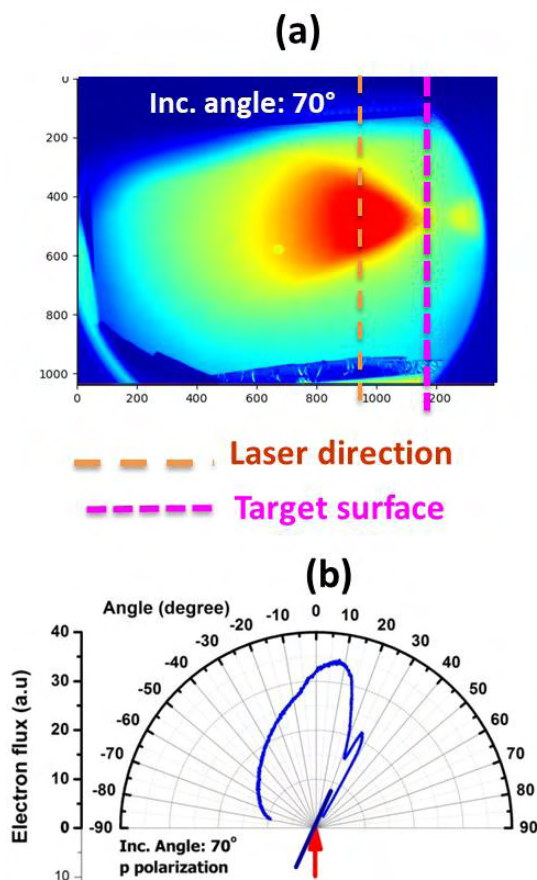 (a)
Inc. angle: 70°
0
200
400
600
800
1000
0 200 400 600 800 1000 1200
Laser direction
Target surface
(b)
Angle (degree)
-90 -80 -70 -60 -50 -40 -30 -20 -10 0 10 20 30 40 50 60 70 80 90
Electron flux (a.u)
40
30
20
10
0
10
Inc. Angle: 70°
p polarization